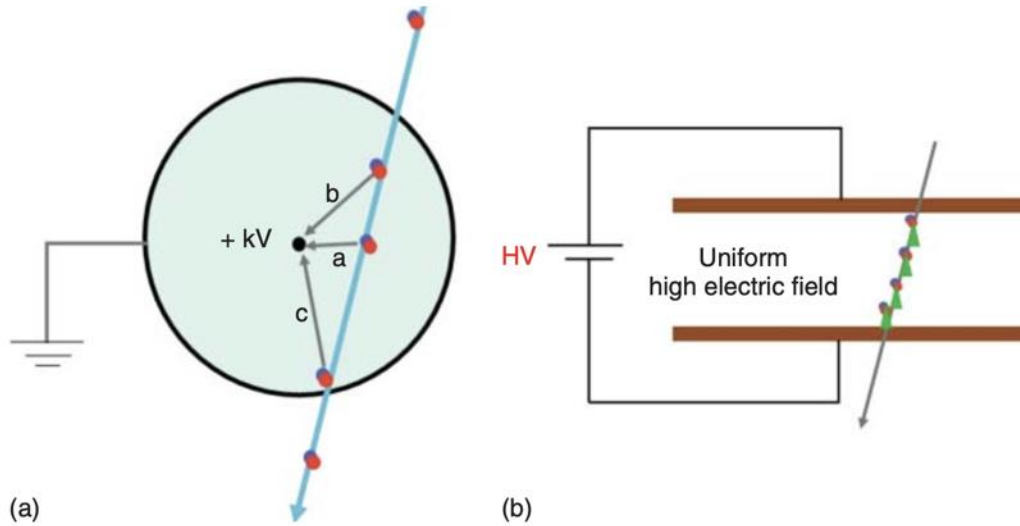 b
+ kV
a
c
(a)
HV
Uniform
high electric field
(b)